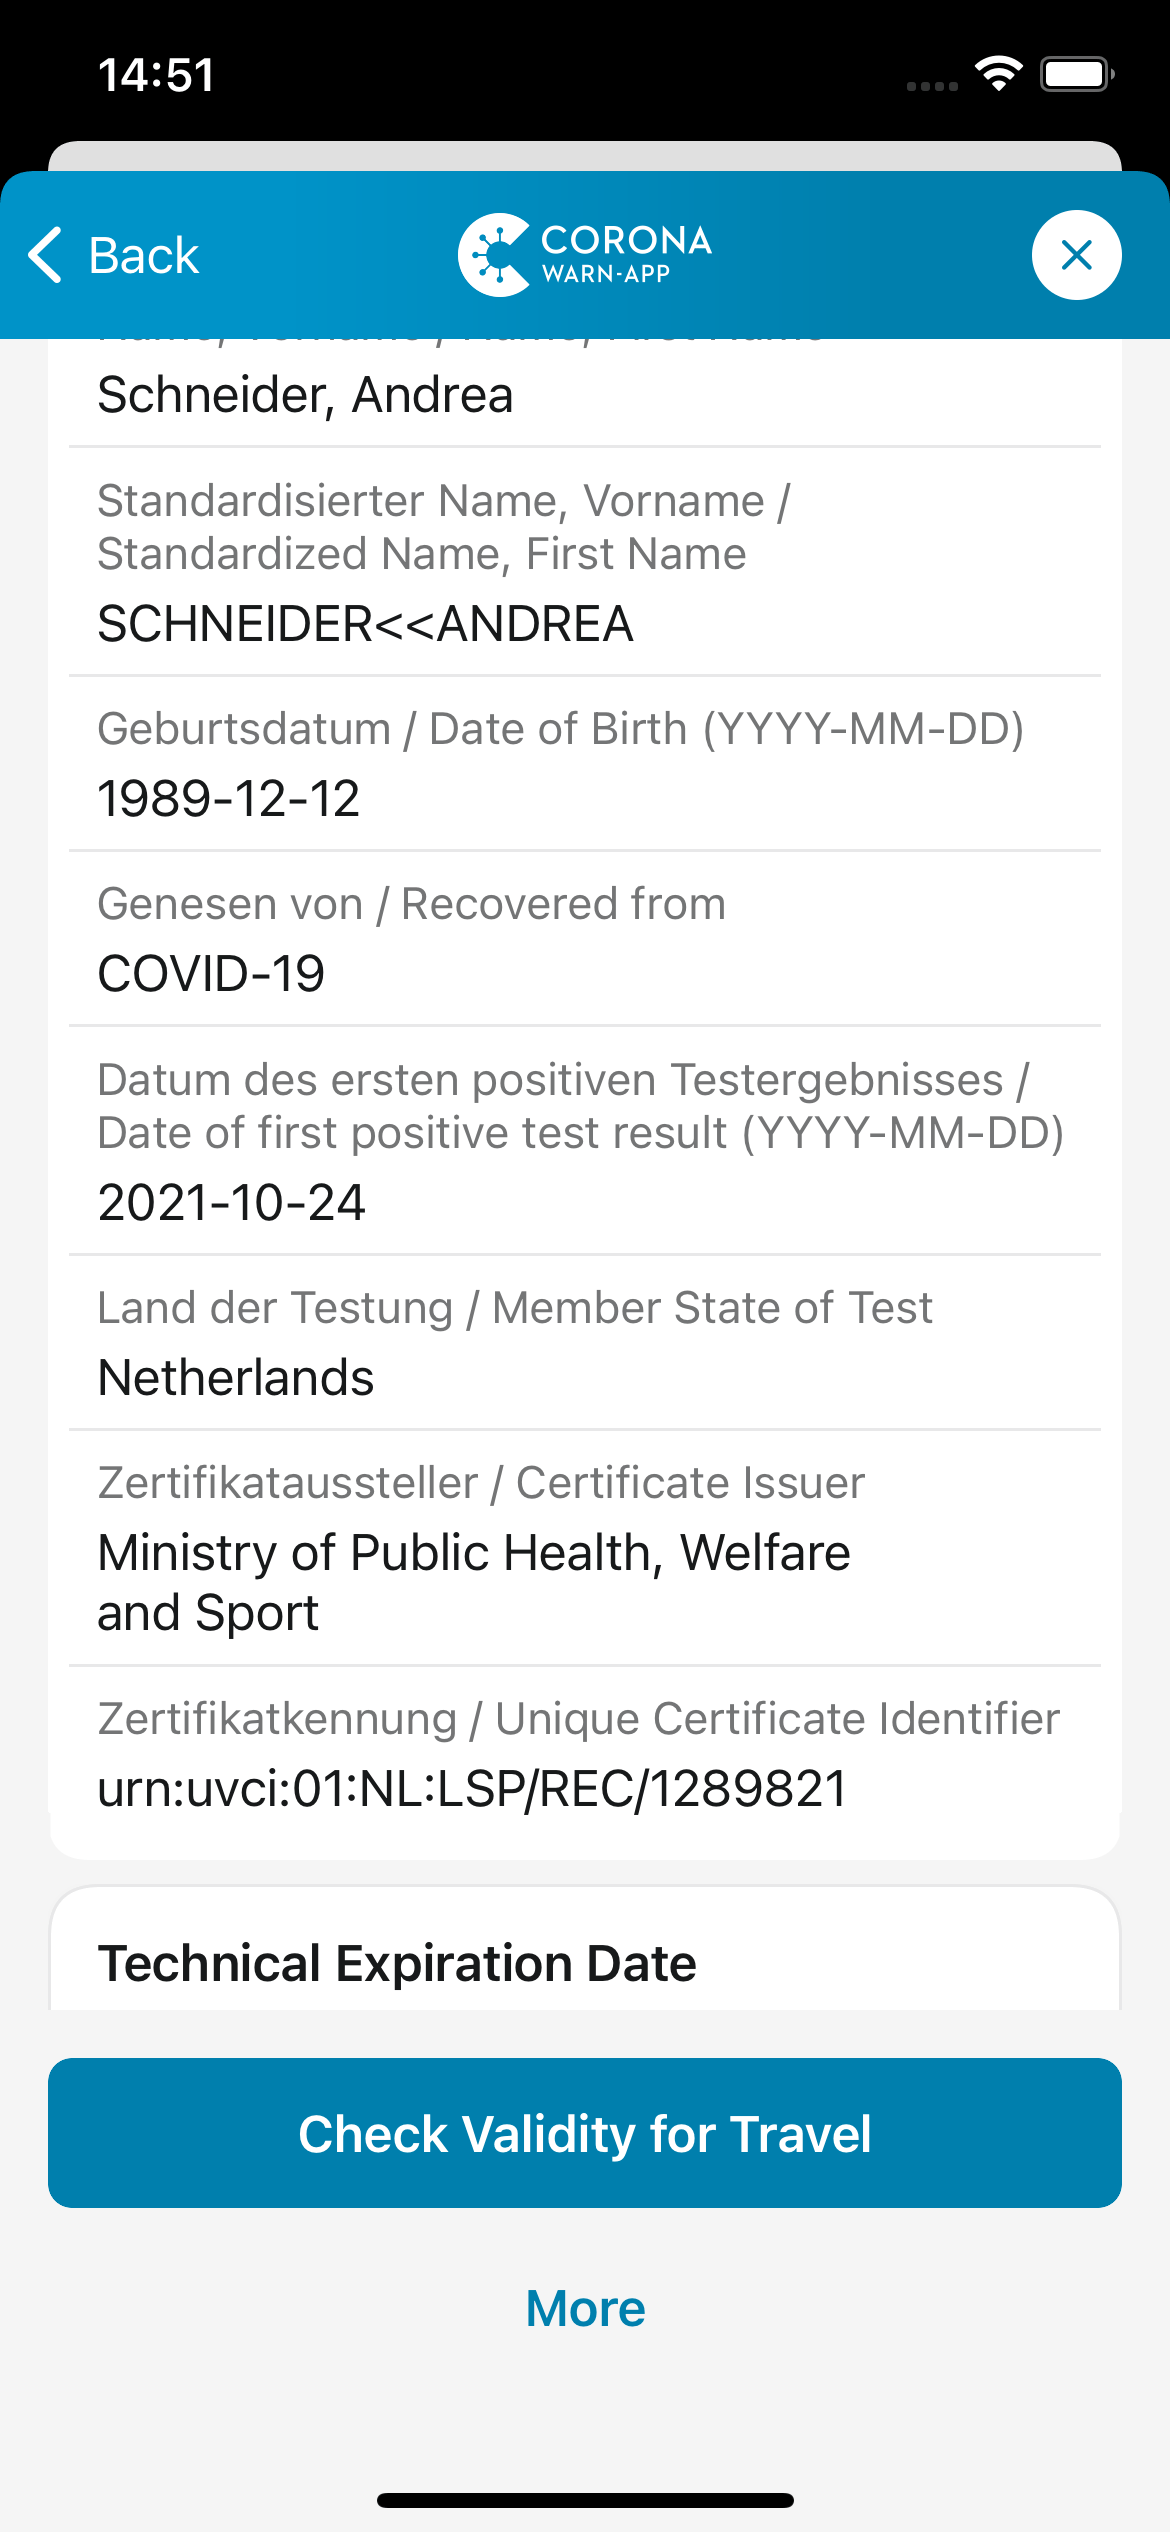 14:51
Back
CORONA
WARN-APP
Schneider, Andrea
Standardisierter Name, Vorname /
Standardized Name, First Name
SCHNEIDER<<ANDREA
Geburtsdatum / Date of Birth (YYYY-MM-DD)
1989-12-12
Genesen von / Recovered from
COVID-19
Datum des ersten positiven Testergebnisses /
Date of first positive test result (YYYY-MM-DD)
2021-10-24
Land der Testung / Member State of Test
Netherlands
Zertifikataussteller / Certificate Issuer
Ministry of Public Health, Welfare
and Sport
Zertifikatkennung / Unique Certificate Identifier
urn:uvci:01:NL:LSP/REC/1289821
Technical Expiration Date
Check Validity for Travel
More